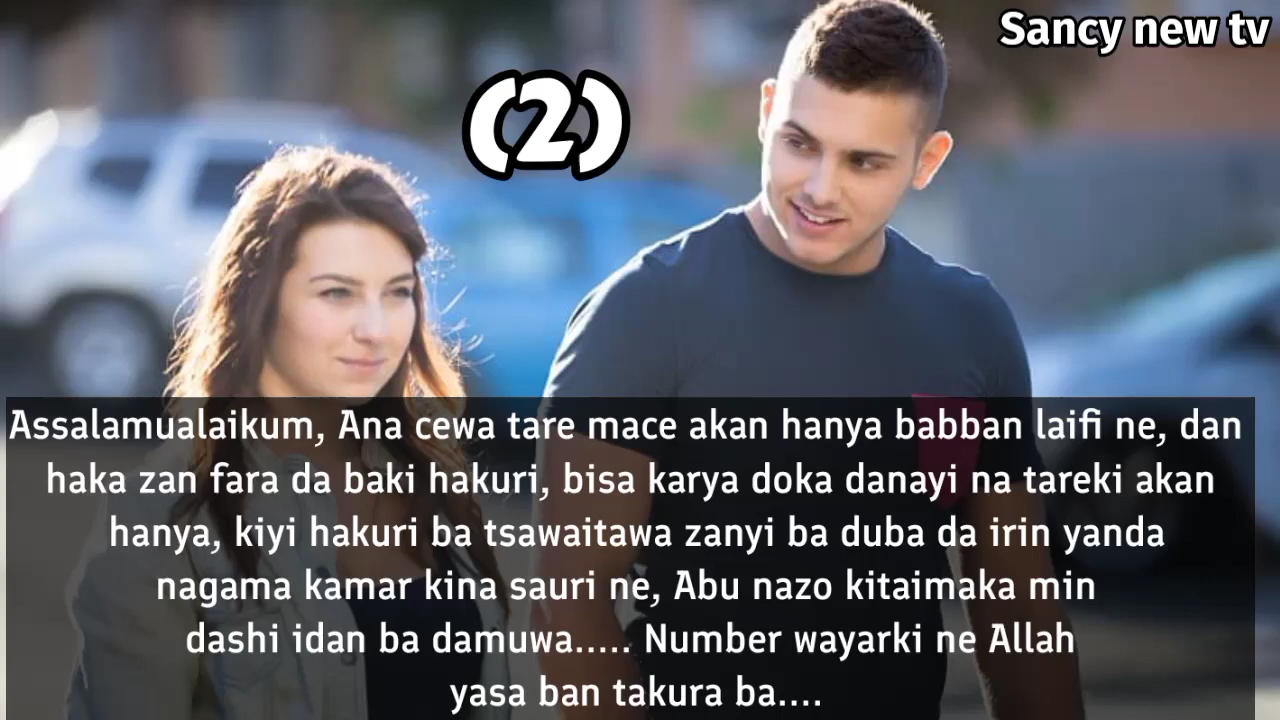 Sancy new tv
(2)
Assalamualaikum, Ana cewa tare mace akan hanya babban laifi ne, dan
haka zan fara da baki hakuri, bisa karya doka danayi na tareki akan
hanya, kiyi hakuri ba tsawaitawa zanyi ba duba da irin yanda
nagama kamar kina sauri ne, Abu nazo kitaimaka min
dashi idan ba damuwa..... Number wayarki ne Allah
yasa ban takura ba....